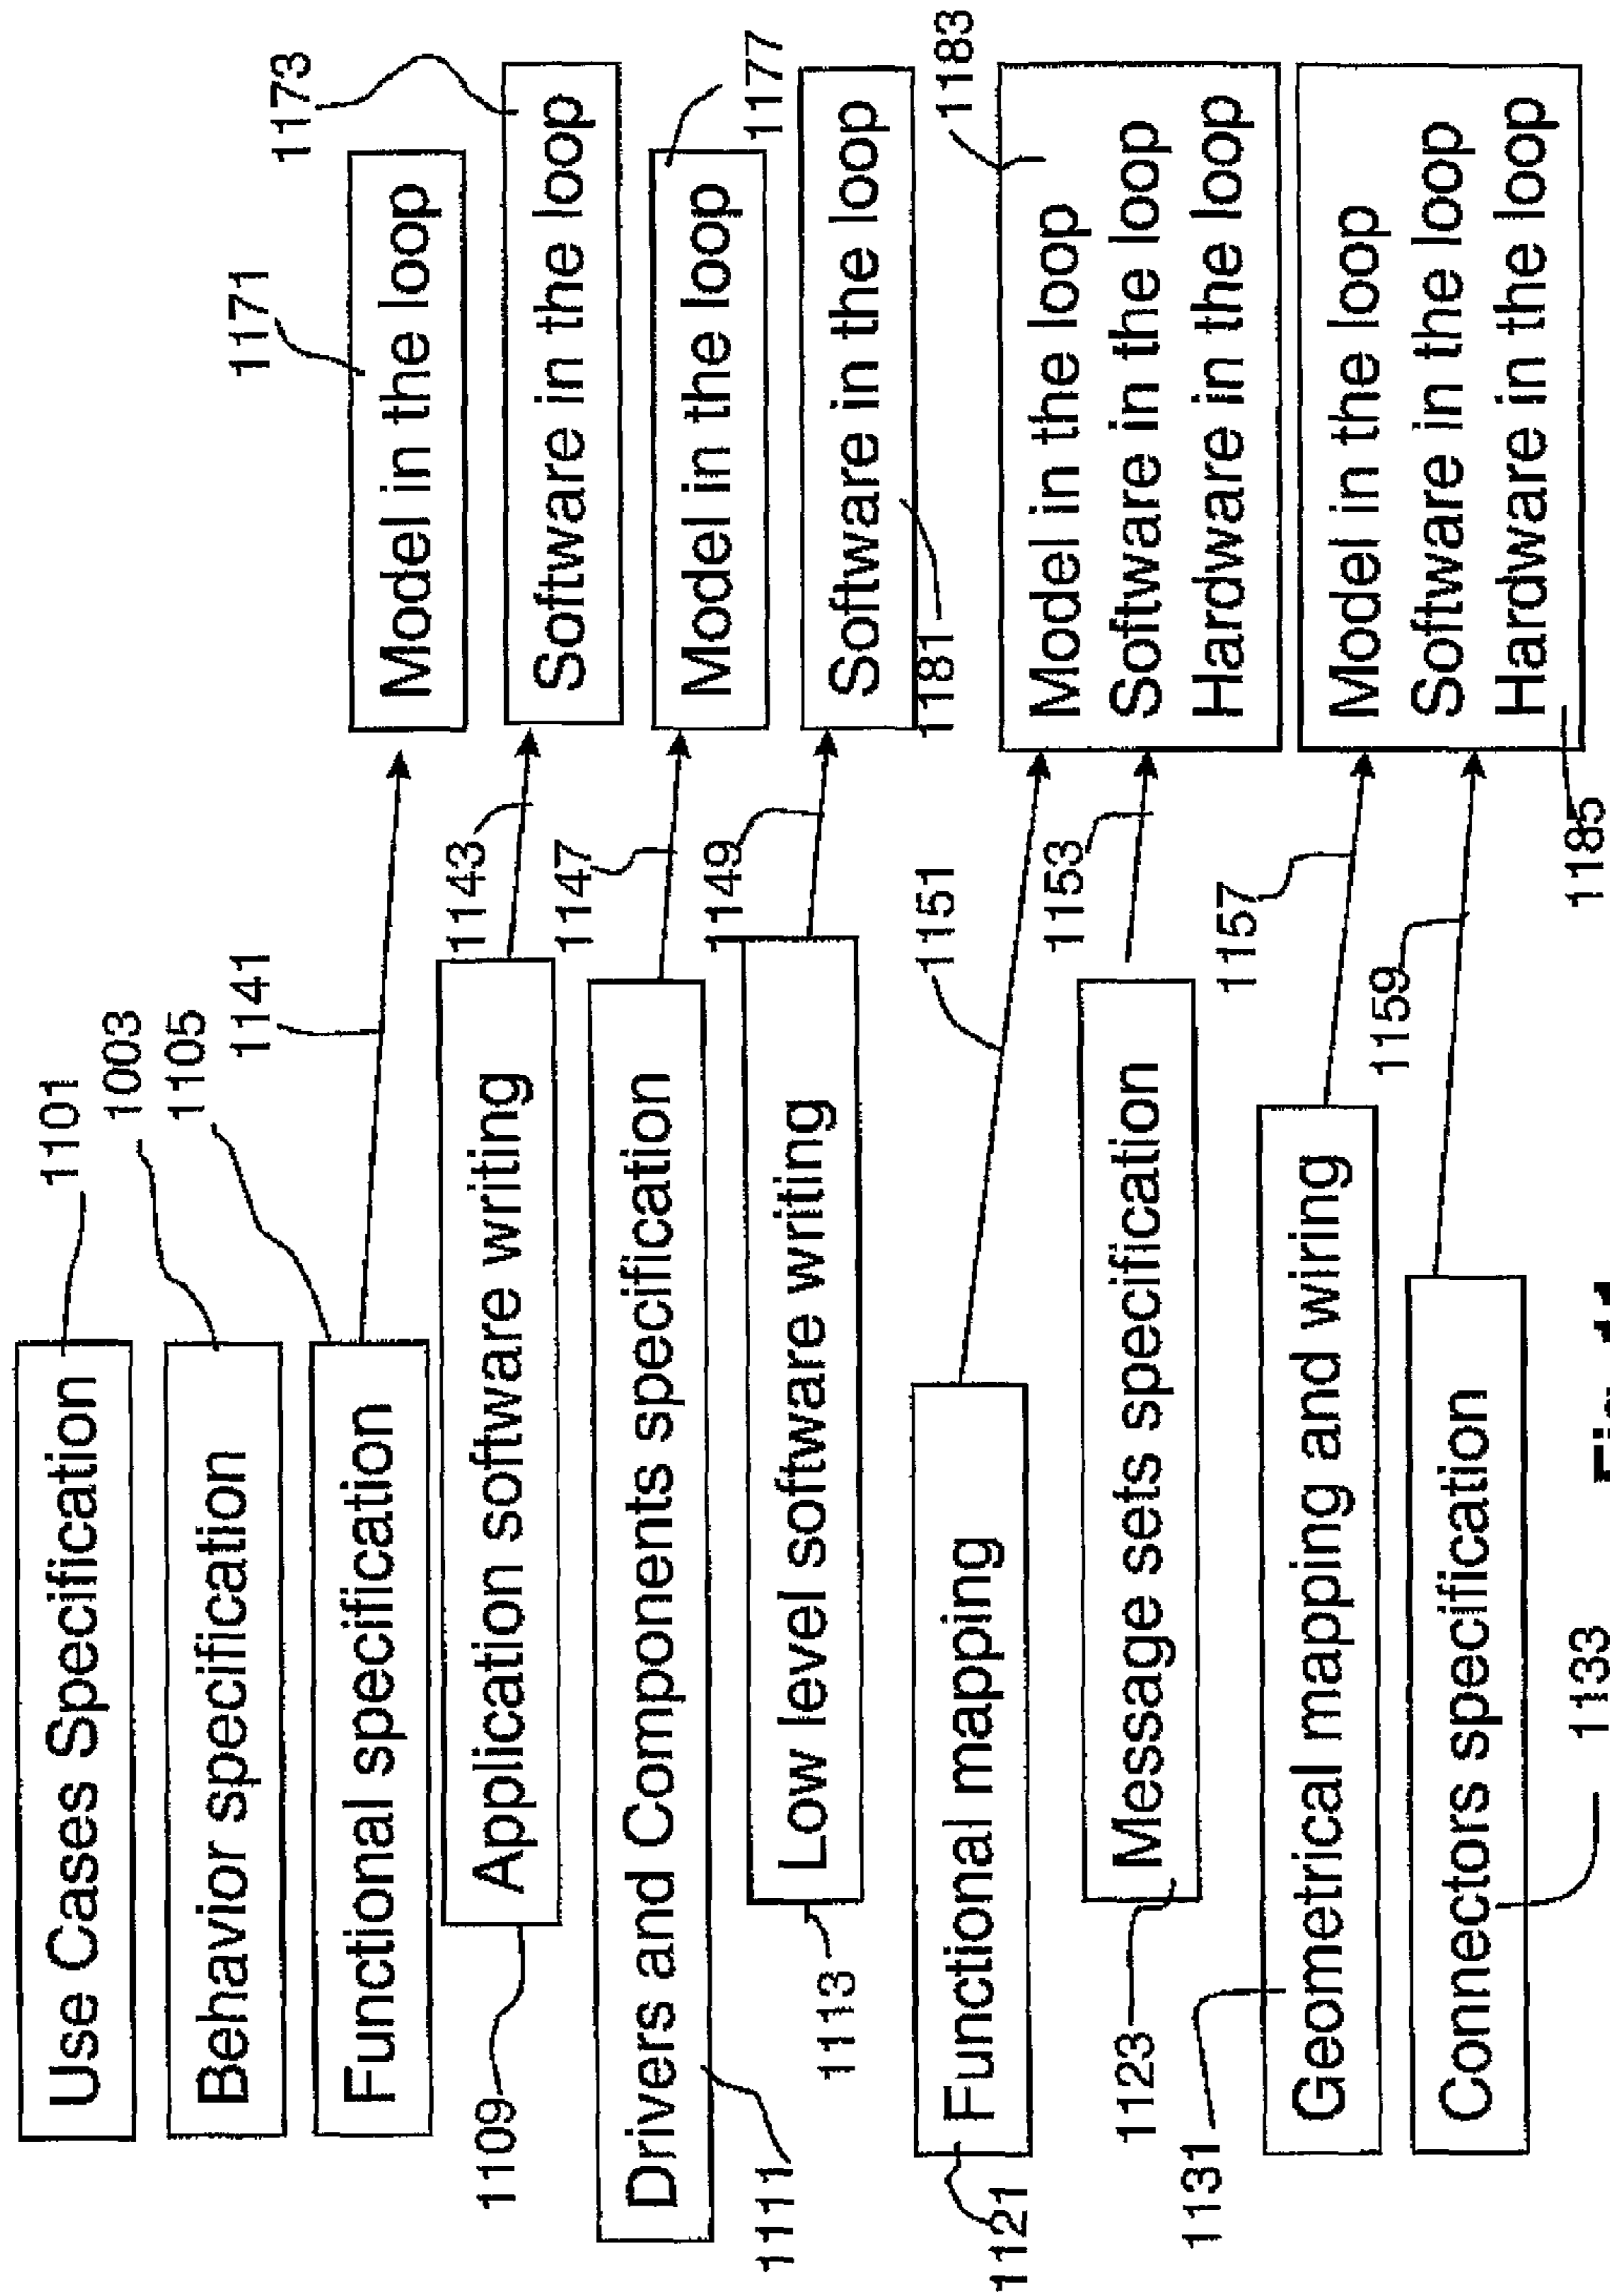 Use Cases Specification
1101
Behavior specification
1003
Functional specification
1105
1141
Model in the loop
1171
Application software writing
1109
1143
Software in the loop
1173
Drivers and Components specification
1111
1147
Model in the loop
1177
Low level software writing
1113
1149
Software in the loop
1181
Functional mapping
1121
1151
Model in the loop
Software in the loop
Hardware in the loop
1183
Message sets specification
1123
1153
Geometrical mapping and wiring
1131
1157
Model in the loop
Software in the loop
Hardware in the loop
1185
Connectors specification
1133
1159